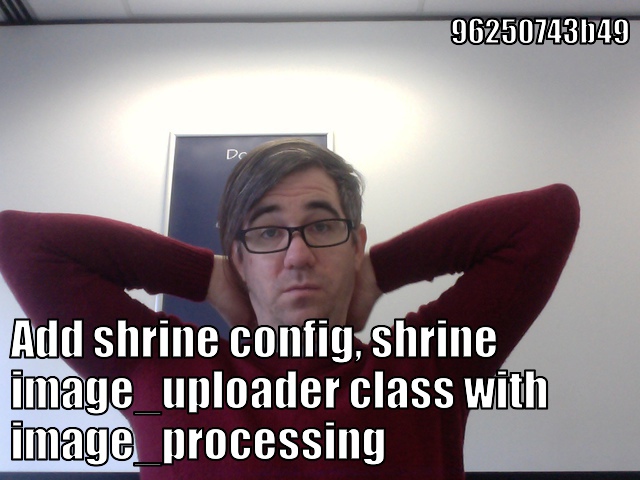 96250743b49
Add shrine config, shrine
image_uploader class with
image_processing